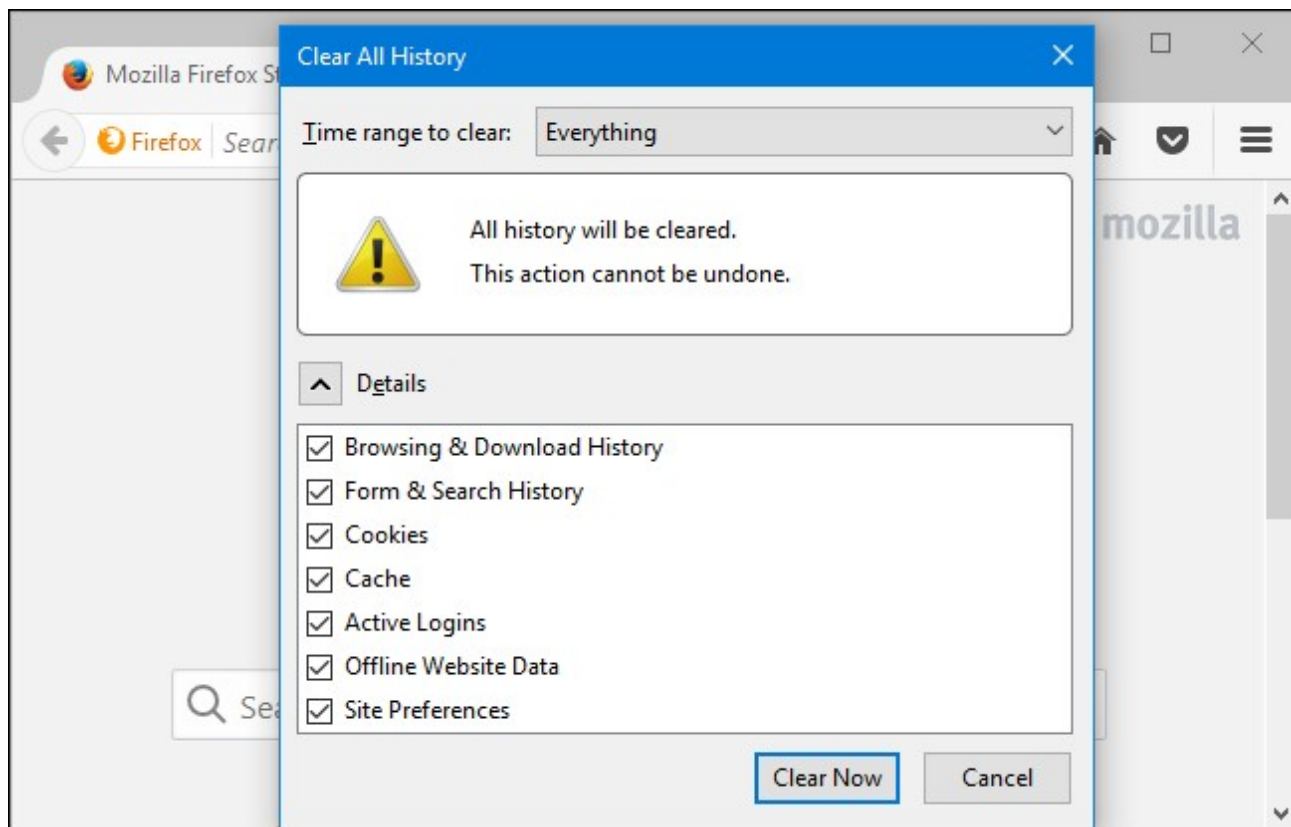 Clear All History
Mozilla Firefox St
Firefox
Sear
Time range to clear:
Everything
mozilla
All history will be cleared.
This action cannot be undone.
Details
Browsing & Download History
Form & Search History
Cookies
Cache
Active Logins
Offline Website Data
Site Preferences
Sea
Clear Now
Cancel